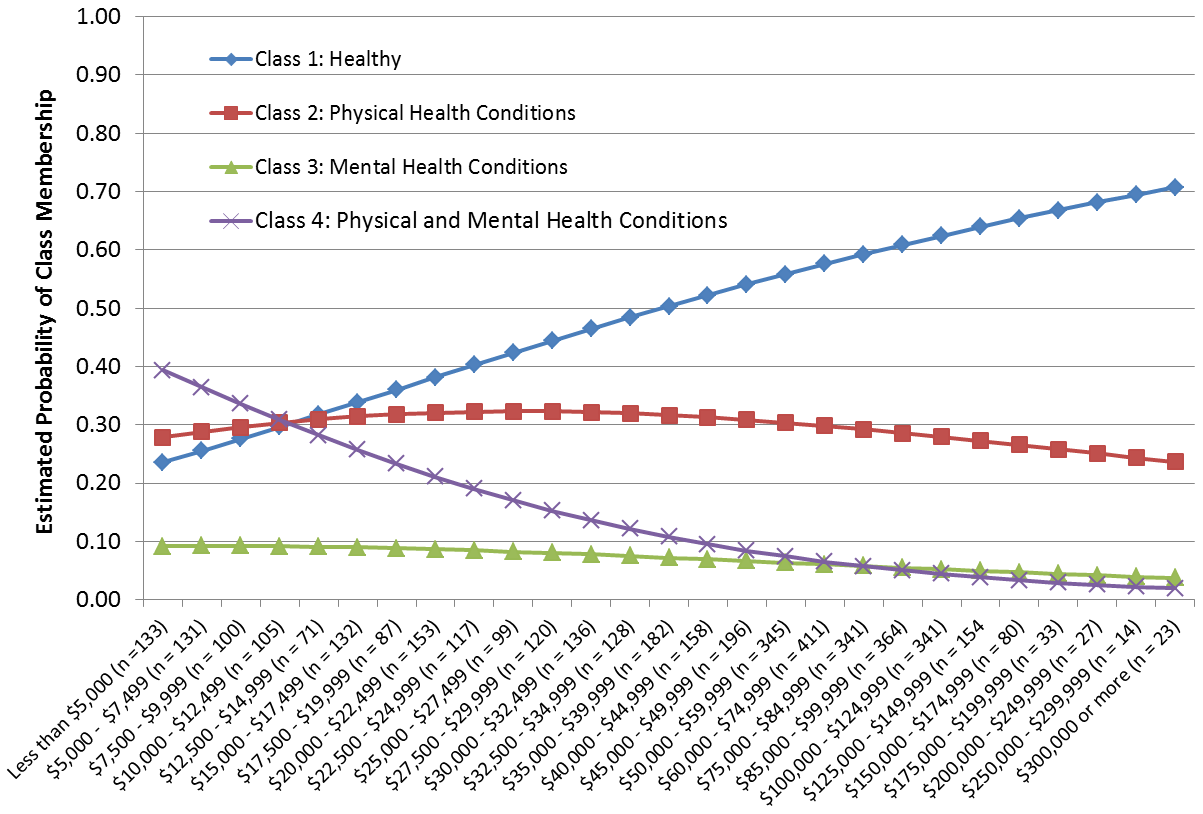 1.00
0.90
0.80
0.70
0.60
0.50
0.40
0.30
0.20
0.10
0.00
Estimated Probability of Class Membership
Class 1: Healthy
Class 2: Physical Health Conditions
Class 3: Mental Health Conditions
Class 4: Physical and Mental Health Conditions
Less than $5,000 (n =133)
$5,000 - $7,499 (n = 131)
$7,500 - $9,999 (n = 100)
$10,000 - $12,499 (n = 105)
$12,500 - $14,999 (n = 71)
$15,000 - $17,499 (n = 132)
$17,500 - $19,999 (n = 87)
$20,000 - $22,499 (n = 153)
$22,500 - $24,999 (n = 117)
$25,000 - $27,499 (n = 99)
$27,500 - $29,999 (n = 120)
$30,000 - $32,499 (n = 136)
$32,500 - $34,999 (n = 128)
$35,000 - $39,999 (n = 182)
$40,000 - $44,999 (n = 158)
$45,000 - $49,999 (n = 196)
$50,000 - $59,999 (n = 345)
$60,000 - $74,999 (n = 411)
$75,000 - $84,999 (n = 341)
$85,000 - $99,999 (n = 364)
$100,000 - $124,999 (n = 341)
$125,000 - $149,999 (n = 154
$150,000 - $174,999 (n = 80)
$175,000 - $199,999 (n = 33)
$200,000 - $249,999 (n = 27)
$250,000 - $299,999 (n = 14)
$300,000 or more (n = 23)